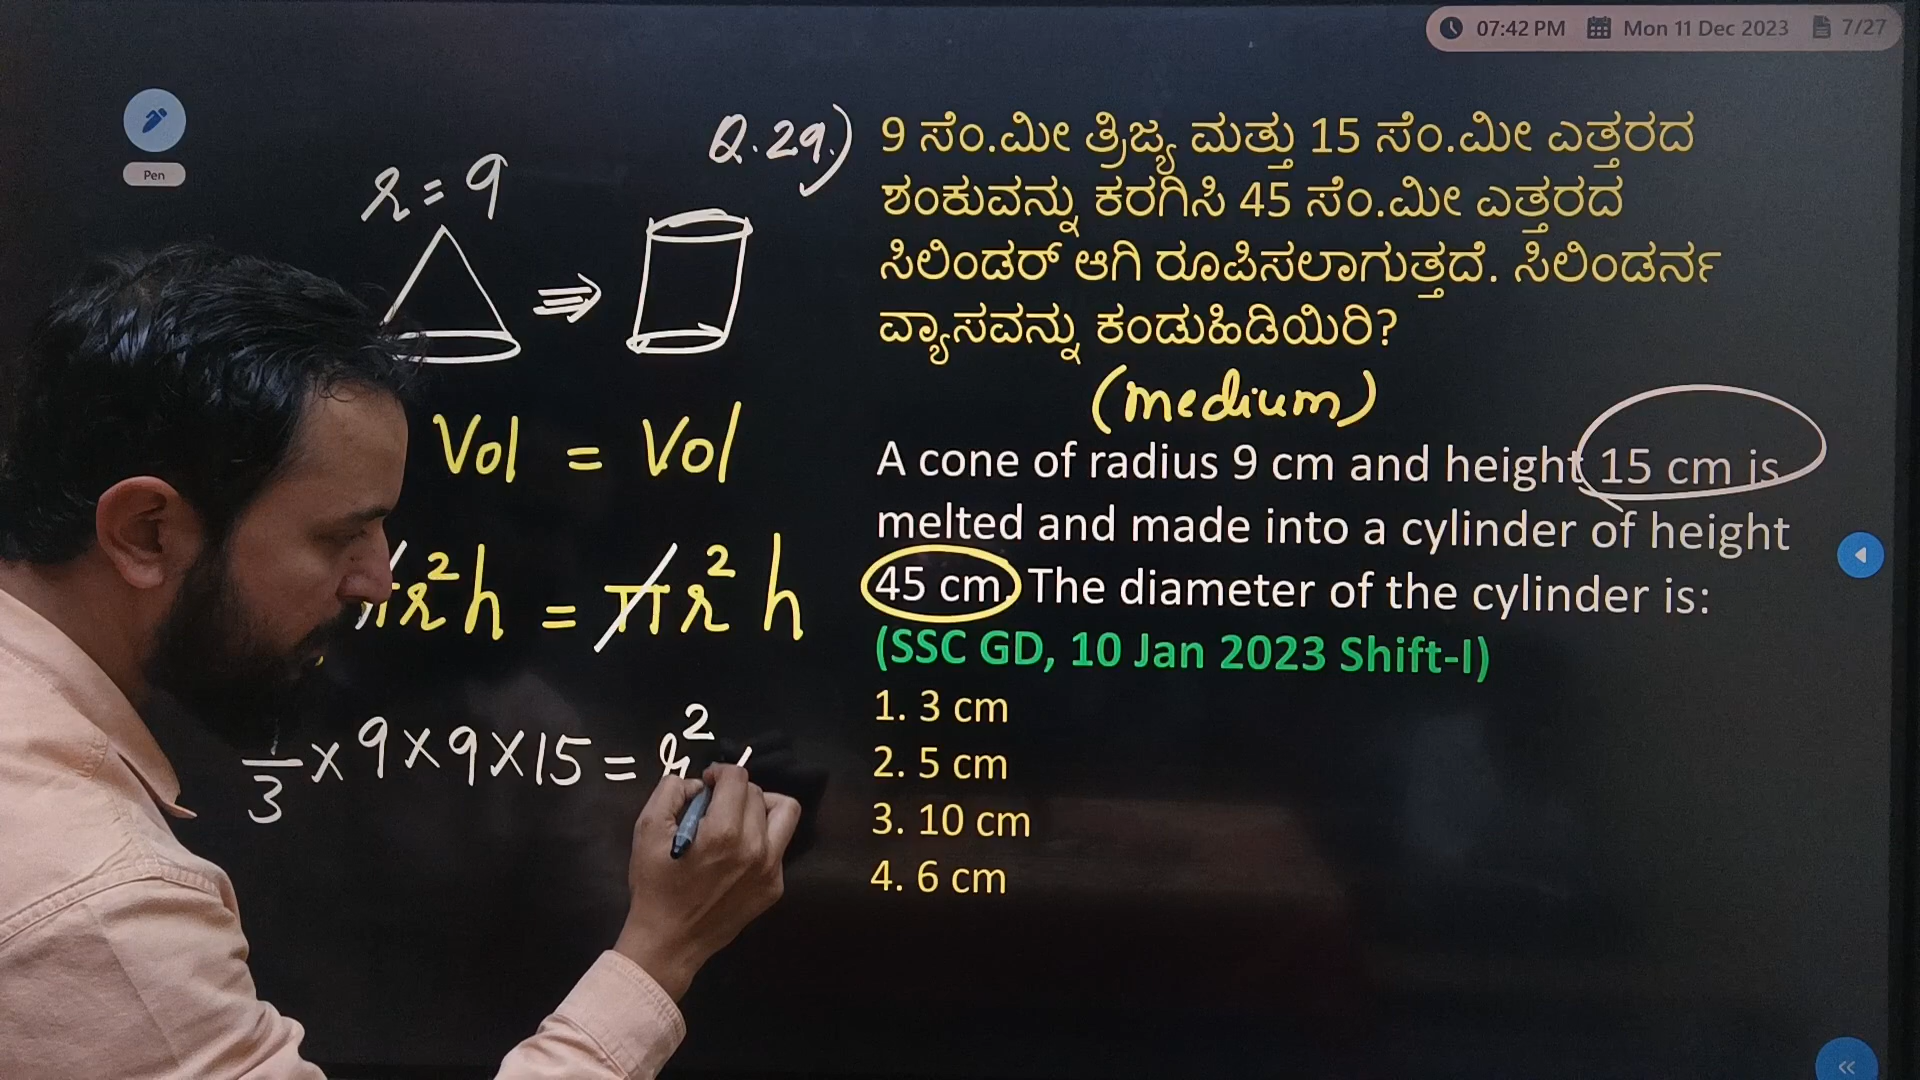 07:42 PM Mon 11 Dec 2023 7/27
Pen
Q.29.)
9 ಸೆಂ.ಮೀ ತ್ರಿಜ್ಯ ಮತ್ತು 15 ಸೆಂ.ಮೀ ಎತ್ತರದ
ಶಂಕುವನ್ನು ಕರಗಿಸಿ 45 ಸೆಂ.ಮೀ ಎತ್ತರದ
ಸಿಲಿಂಡರ್ ಆಗಿ ರೂಪಿಸಲಾಗುತ್ತದೆ. ಸಿಲಿಂಡರ್ನ
ವ್ಯಾಸವನ್ನು ಕಂಡುಹಿಡಿಯಿರಿ?
(medium)
A cone of radius 9 cm and height 15 cm is
melted and made into a cylinder of height
45 cm. The diameter of the cylinder is:
(SSC GD, 10 Jan 2023 Shift-I)
1. 3 cm
2. 5 cm
3. 10 cm
4. 6 cm
r = 9
Vol = Vol
πr²h = πr²h
1/3 × 9 × 9 × 15 = r²